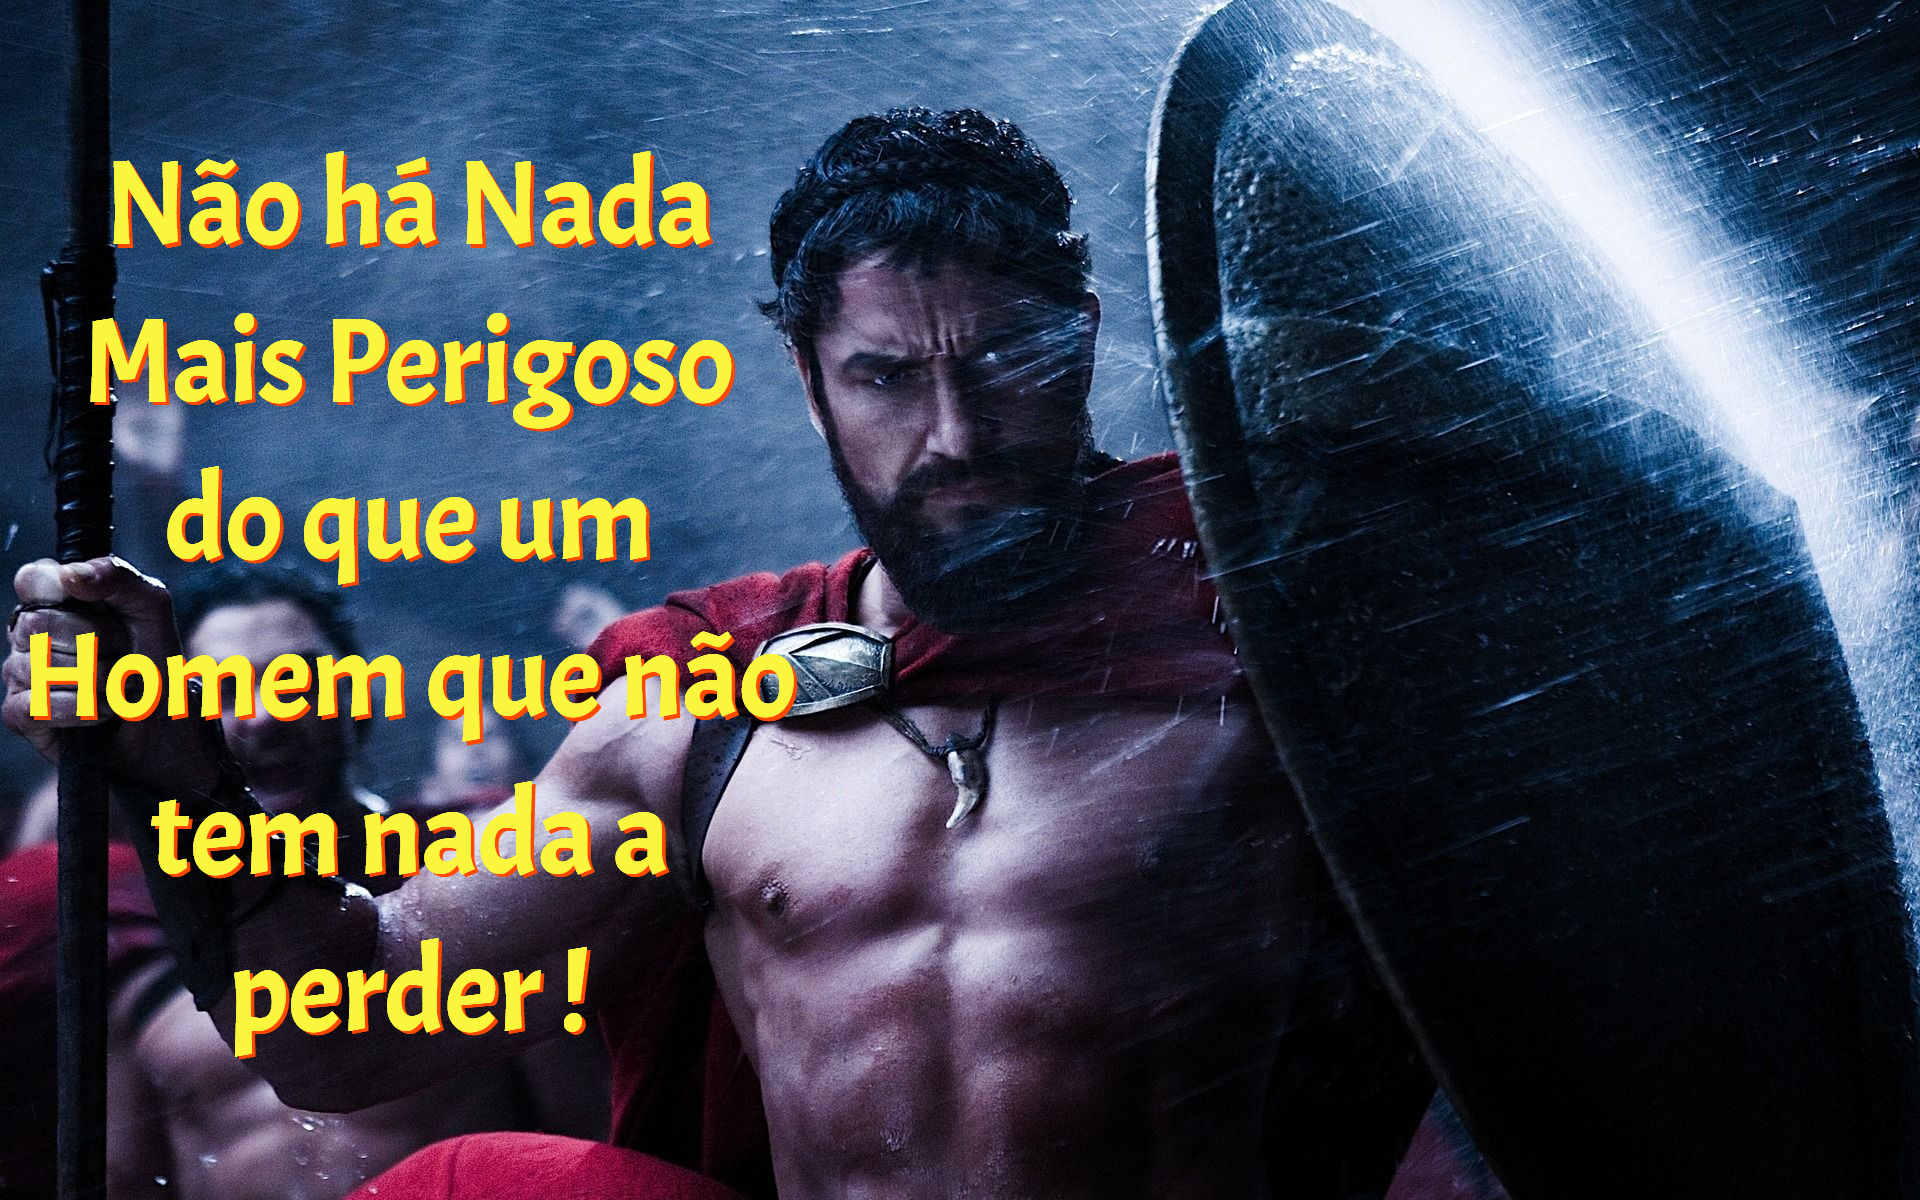 Não há Nada
Mais Perigoso
do que um
Homem que não
tem nada a
perder !